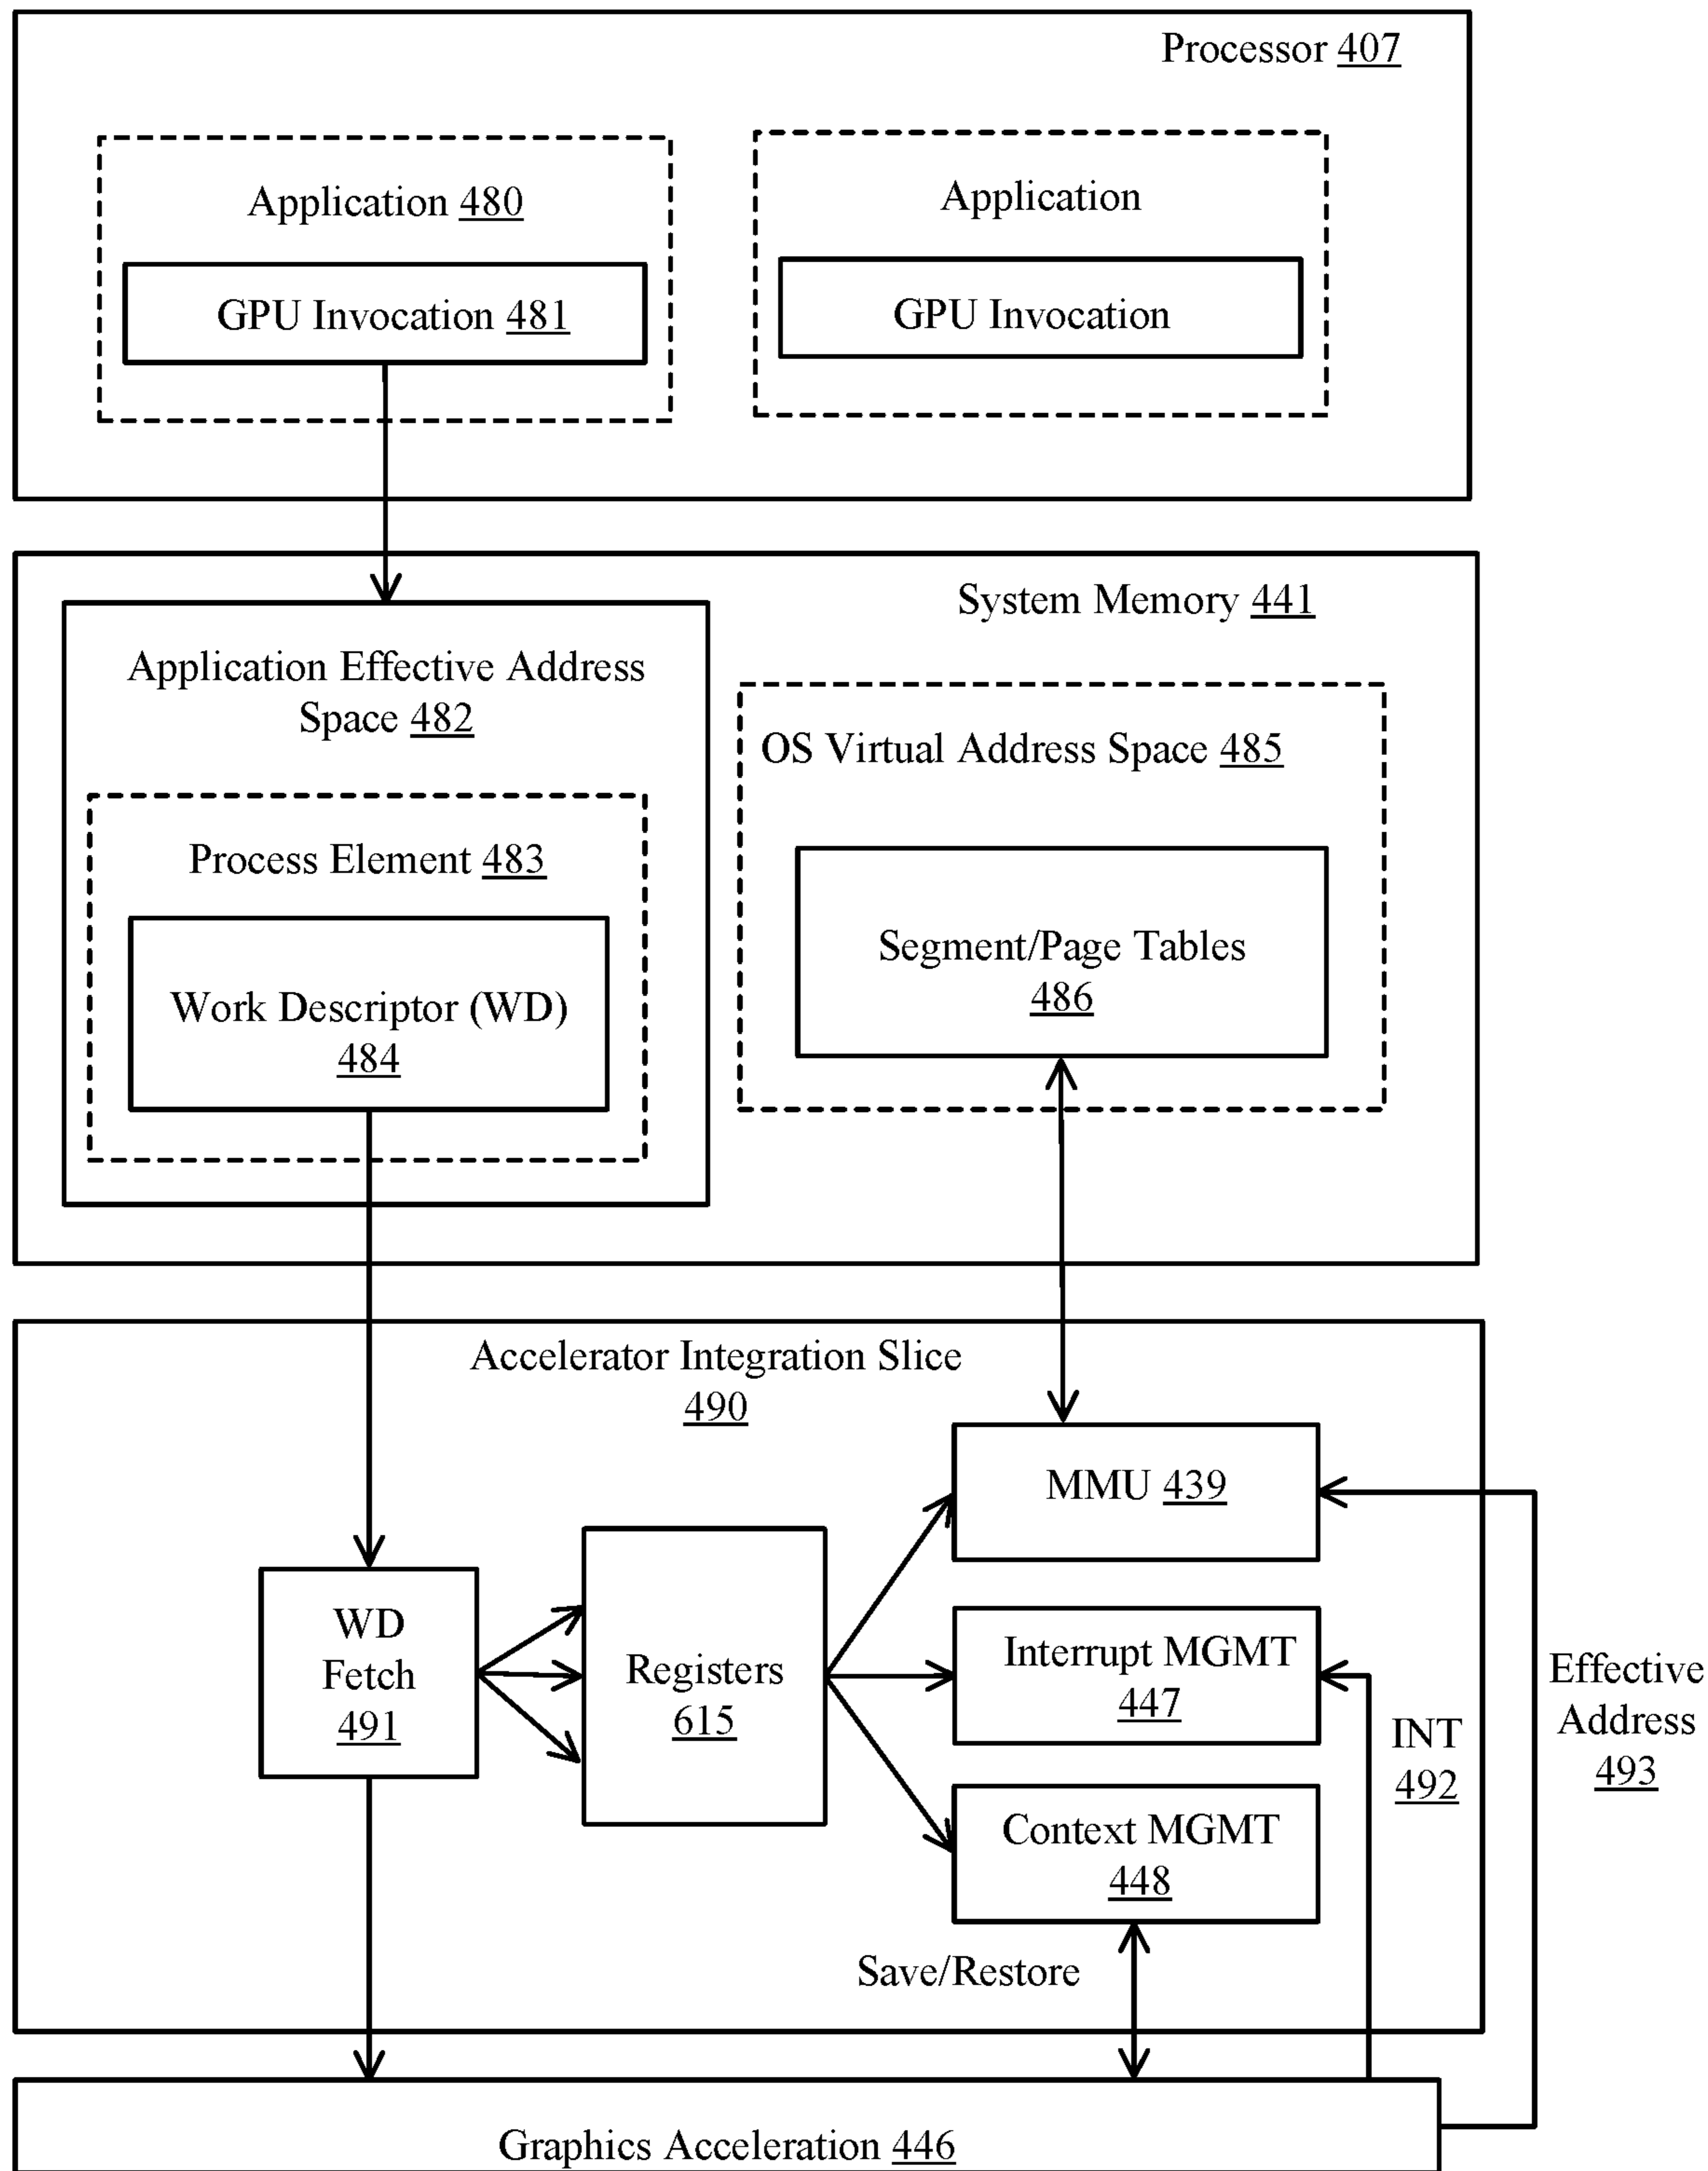 Processor 407
Application 480
GPU Invocation 481
Application
GPU Invocation
System Memory 441
Application Effective Address
Space 482
Process Element 483
Work Descriptor (WD)
484
OS Virtual Address Space 485
Segment/Page Tables
486
Accelerator Integration Slice
490
WD
Fetch
491
Registers
615
MMU 439
Interrupt MGMT
447
Context MGMT
448
Save/Restore
INT
492
Effective
Address
493
Graphics Acceleration 446